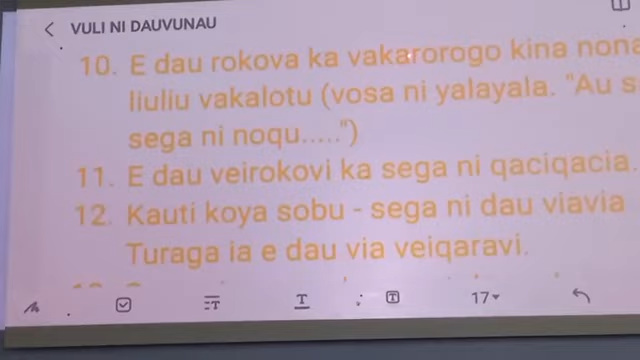 VULI NI DAUVUNAU
10. E dau rokova ka vakarorogo kina nona
liuliu vakalotu (vosa ni yalayala. "Au s
sega ni noqu.....")
11. E dau veirokovi ka sega ni qaciqacia.
12. Kauti koya sobu - sega ni dau viavia
Turaga ia e dau via veiqaravi.
17